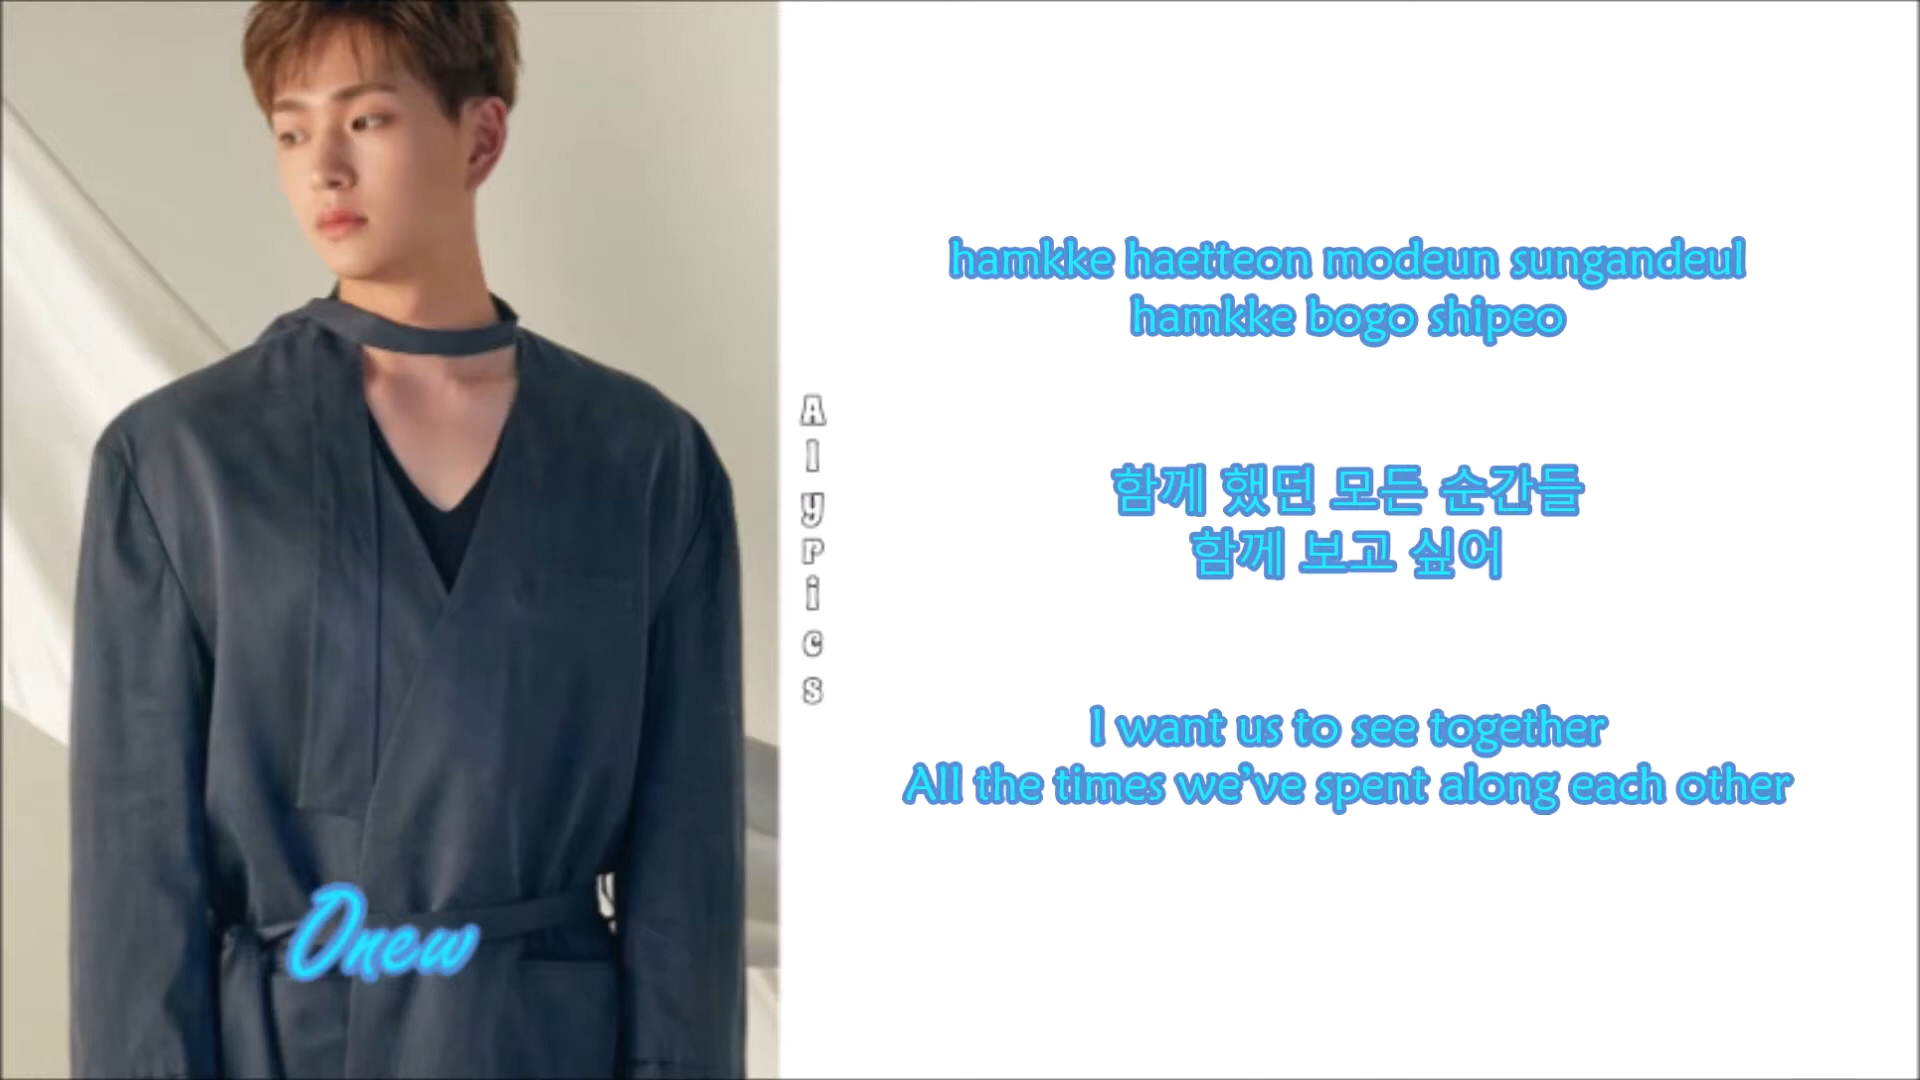 hamkke haetteon modeun sungandeul
hamkke bogo shipeo
함께 했던 모든 순간들
함께 보고 싶어
I want us to see together
All the times we've spent along each other
Alypics
Onew